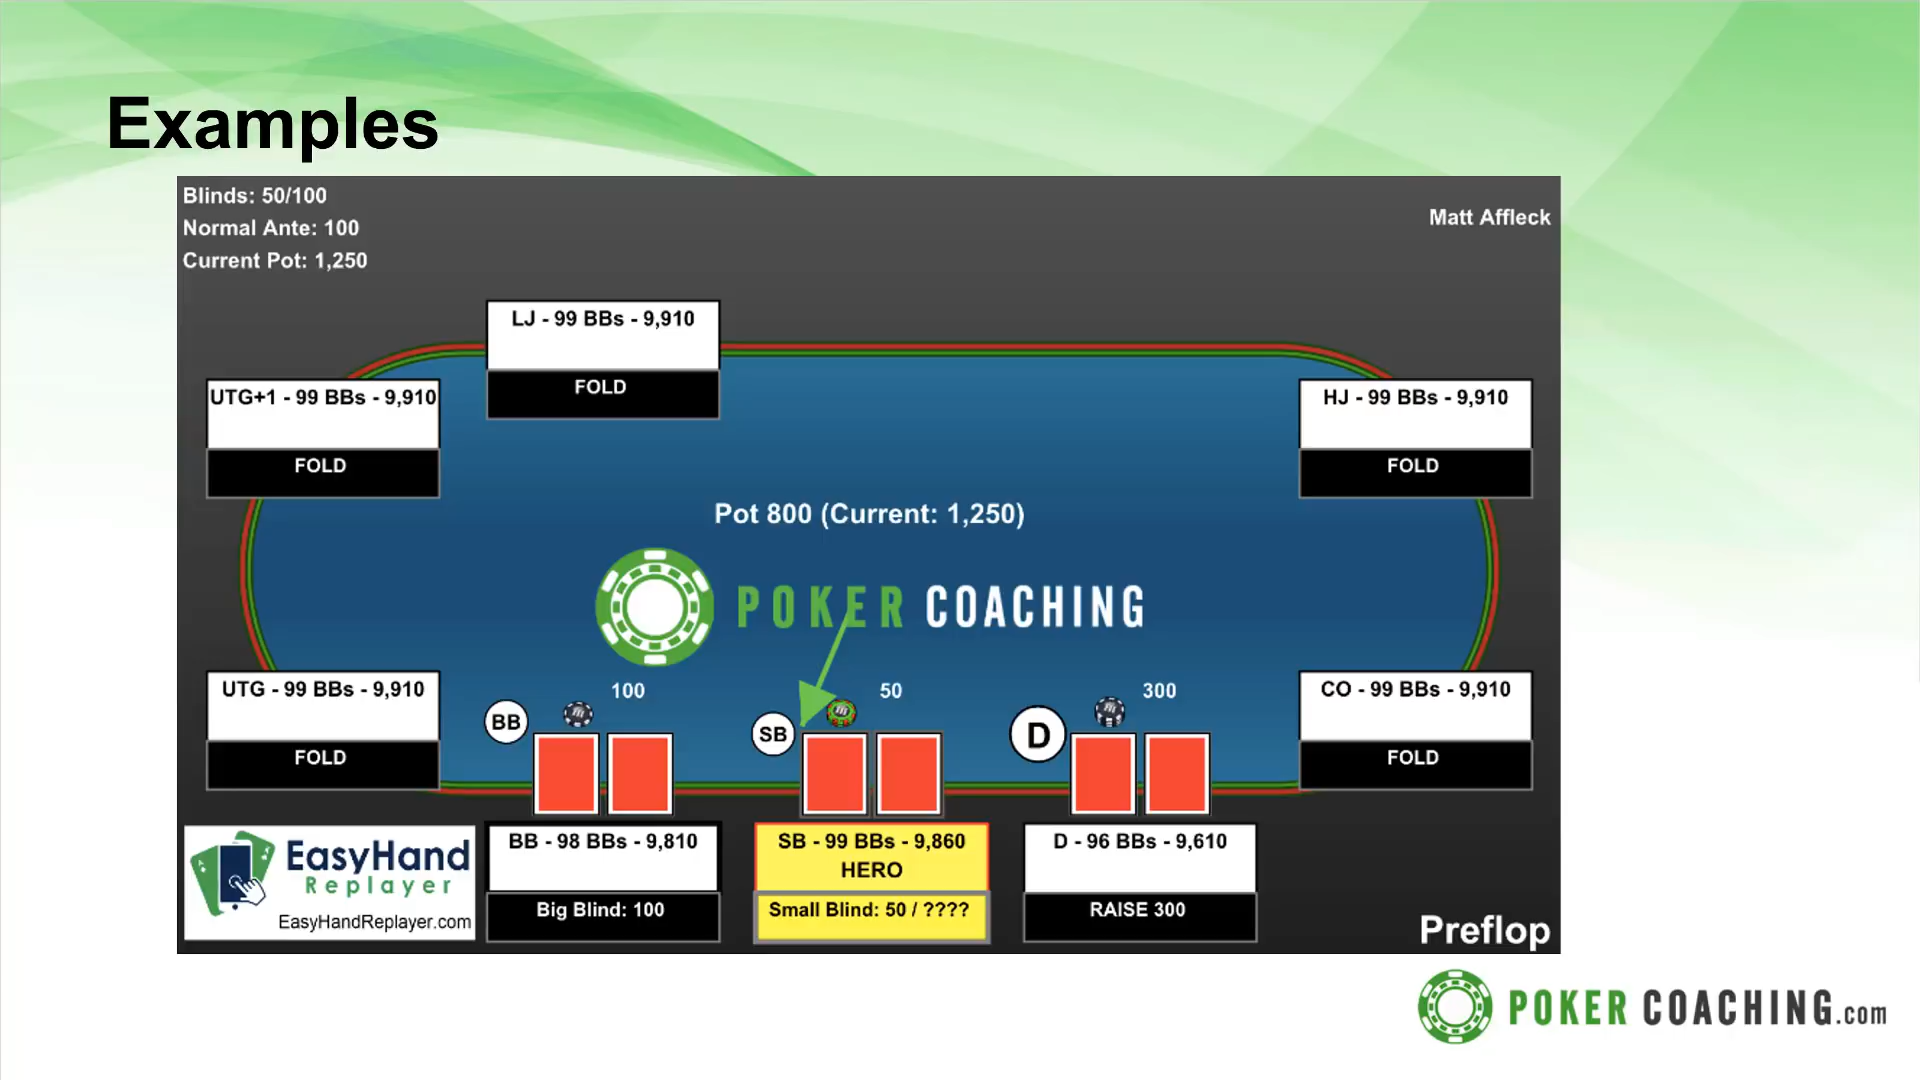 Examples
Blinds: 50/100
Normal Ante: 100
Current Pot: 1,250
Matt Affleck
LJ - 99 BBs - 9,910
FOLD
UTG+1 - 99 BBs - 9,910
FOLD
HJ - 99 BBs - 9,910
FOLD
Pot 800 (Current: 1,250)
POKER COACHING
UTG - 99 BBs - 9,910
FOLD
BB
100
SB
50
D
300
CO - 99 BBs - 9,910
FOLD
EasyHand
Replayer
EasyHandReplayer.com
BB - 98 BBs - 9,810
Big Blind: 100
SB - 99 BBs - 9,860
HERO
Small Blind: 50 / ????
D - 96 BBs - 9,610
RAISE 300
Preflop
POKER COACHING.com